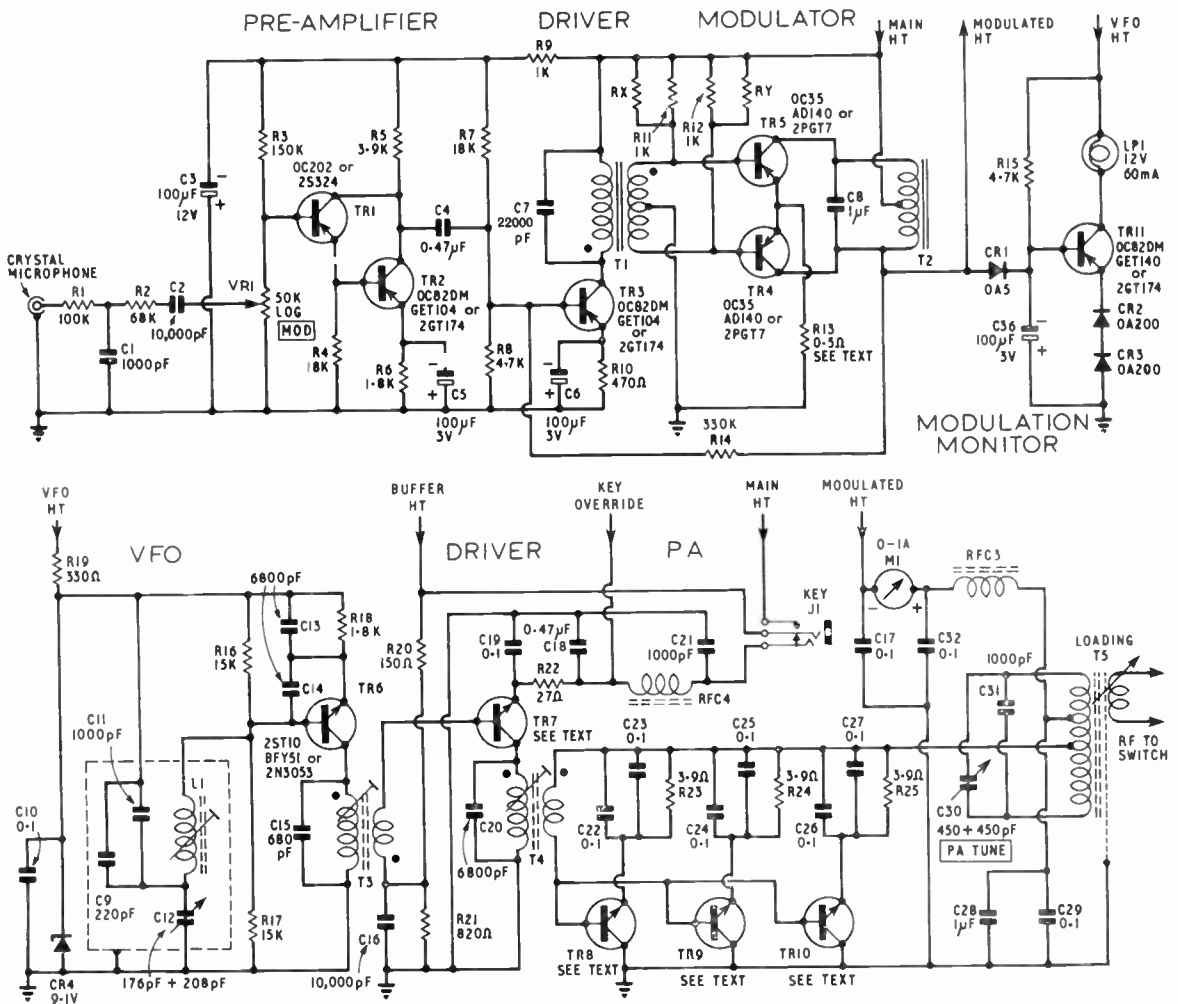 PRE-AMPLIFIER
DRIVER
MODULATOR
MAIN
HT
MODULATED
HT
VFO
HT
R9
1K
RX
R11
1K
R12
1K
RY
OC35
AD140 or
2PGT7
TR5
R3
150K
R5
3·9K
R7
18K
C3
100µF
12V
OC202 or
2S324
TR1
C4
0·47µF
C7
22000
pF
T1
C8
1µF
T2
R15
4·7K
LP1
12V
60mA
CRYSTAL
MICROPHONE
R1
100K
R2
68K
C2
10,000pF
VR1
50K
LOG
MOD
C1
1000pF
TR2
OC82DM
GET104 or
2GT174
TR3
OC82DM
GET104 or
2GT174
TR4
OC35
AD140 or
2PGT7
R13
0·5Ω
SEE TEXT
CR1
OA5
TR11
OC82DM
GET140 or
2GT174
R4
18K
R6
1·8K
C5
100µF
3V
R8
4·7K
C6
100µF
3V
R10
470Ω
C36
100µF
3V
CR2
OA200
CR3
OA200
330K
R14
MODULATION
MONITOR
VFO
HT
BUFFER
HT
KEY
OVERRIDE
MAIN
HT
MODULATED
HT
VFO
DRIVER
PA
R19
330Ω
6800pF
C13
R18
1·8K
R16
15K
C14
TR6
2ST10
BFY51 or
2N3053
R20
150Ω
C19
0·1
0·47µF
C18
R22
27Ω
C21
1000pF
RFC4
KEY
J1
0-1A
M1
RFC3
C17
0·1
C32
0·1
LOADING
T5
1000pF
C31
RF TO
SWITCH
C11
1000pF
L1
TR7
SEE TEXT
C23
0·1
C25
0·1
C27
0·1
3·9Ω
R23
3·9Ω
R24
3·9Ω
R25
C10
0·1
C9
220pF
C12
176pF + 208pF
CR4
9·1V
R17
15K
C15
680
pF
T3
C16
10,000pF
R21
820Ω
C20
6800pF
T4
C22
0·1
C24
0·1
C26
0·1
C30
450+450pF
PA TUNE
C28
1µF
C29
0·1
TR8
SEE TEXT
TR9
SEE TEXT
TR10
SEE TEXT